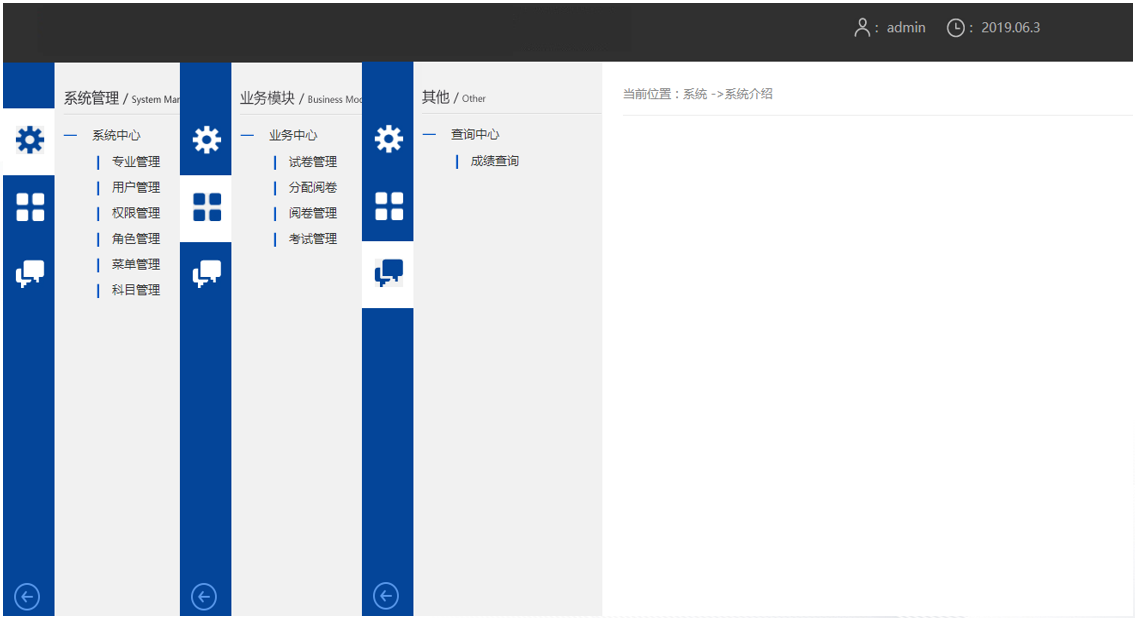 : admin : 2019.06.3
系统管理 / System Mar
— 系统中心
专业管理
用户管理
权限管理
角色管理
菜单管理
科目管理
业务模块 / Business Moc
— 业务中心
试卷管理
分配阅卷
阅卷管理
考试管理
其他 / Other
— 查询中心
成绩查询
当前位置：系统 ->系统介绍